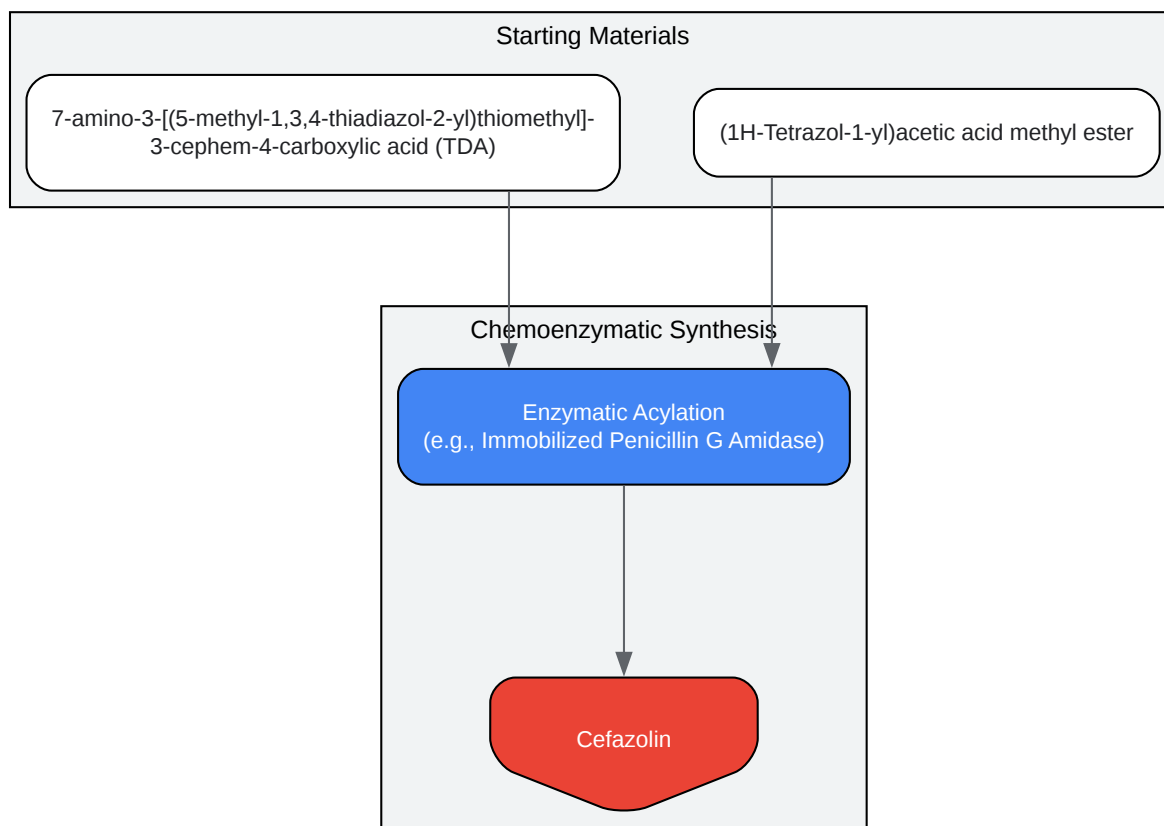 Starting Materials
7-amino-3-[(5-methyl-1,3,4-thiadiazol-2-yl)thiomethyl]-
3-cephem-4-carboxylic acid (TDA)
(1H-Tetrazol-1-yl)acetic acid methyl ester
Chemoenzymatic Synthesis
Enzymatic Acylation
(e.g., Immobilized Penicillin G Amidase)
Cefazolin